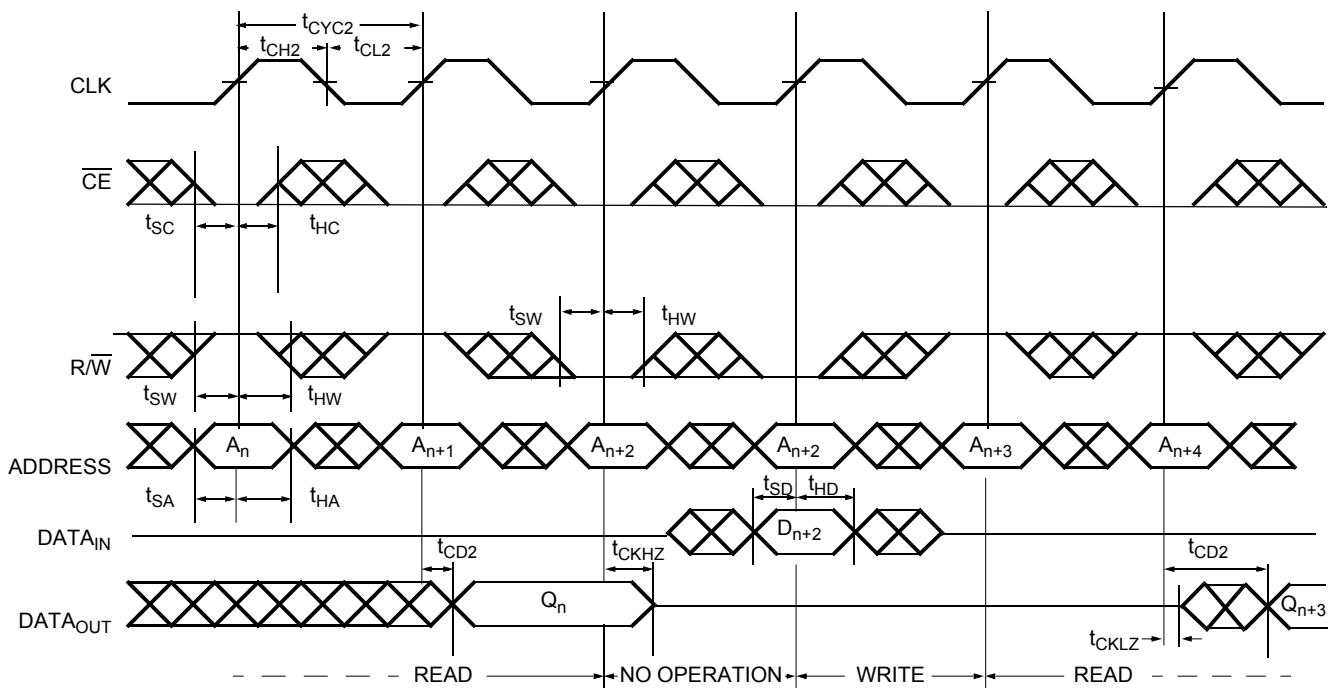 tCYC2
tCH2 tCL2
CLK
CE
tSC tHC
tSW tHW
R/W
tSW tHW
An An+1 An+2 An+2 An+3 An+4
ADDRESS
tSA tHA tSD tHD
DATAIN Dn+2
tCD2 tCKHZ tCD2
Qn Qn+3
DATAOUT
tCKLZ
READ NO OPERATION WRITE READ